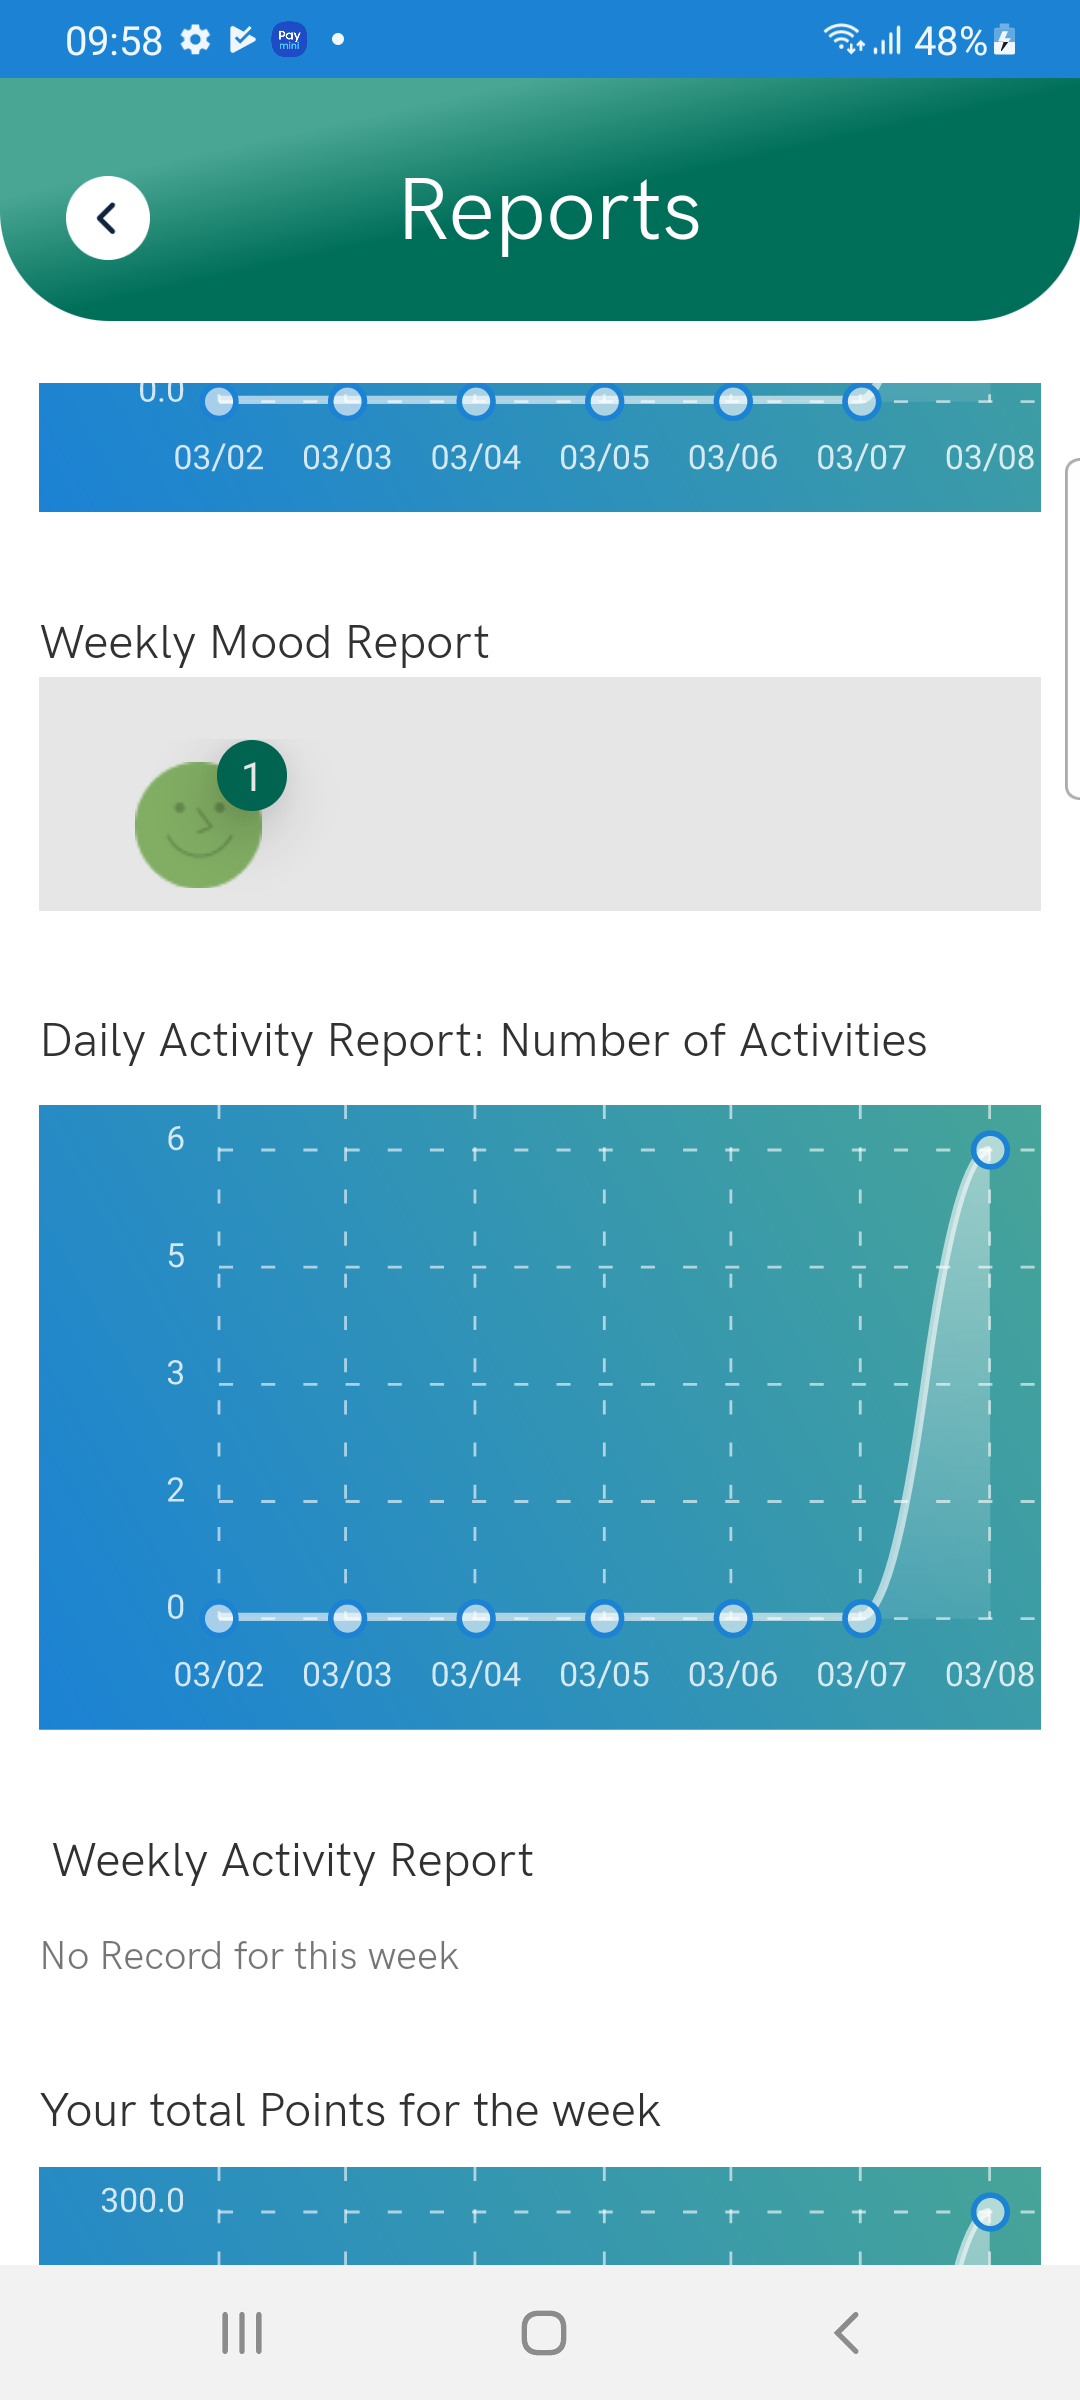 09:58 Pay mini 48%
Reports
0.0
03/02 03/03 03/04 03/05 03/06 03/07 03/08
Weekly Mood Report
1
Daily Activity Report: Number of Activities
6
5
3
2
0
03/02 03/03 03/04 03/05 03/06 03/07 03/08
Weekly Activity Report
No Record for this week
Your total Points for the week
300.0